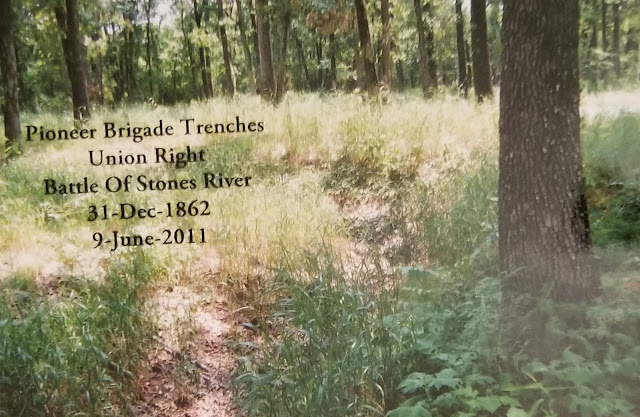 Pioneer Brigade Trenches
Union Right
Battle Of Stones River
31-Dec-1862
9-June-2011